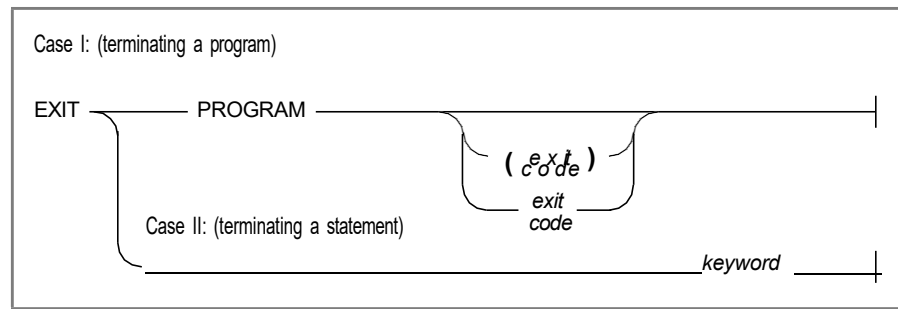 Case I: (terminating a program)
EXIT PROGRAM
( exit
code )
exit
code
Case II: (terminating a statement)
keyword